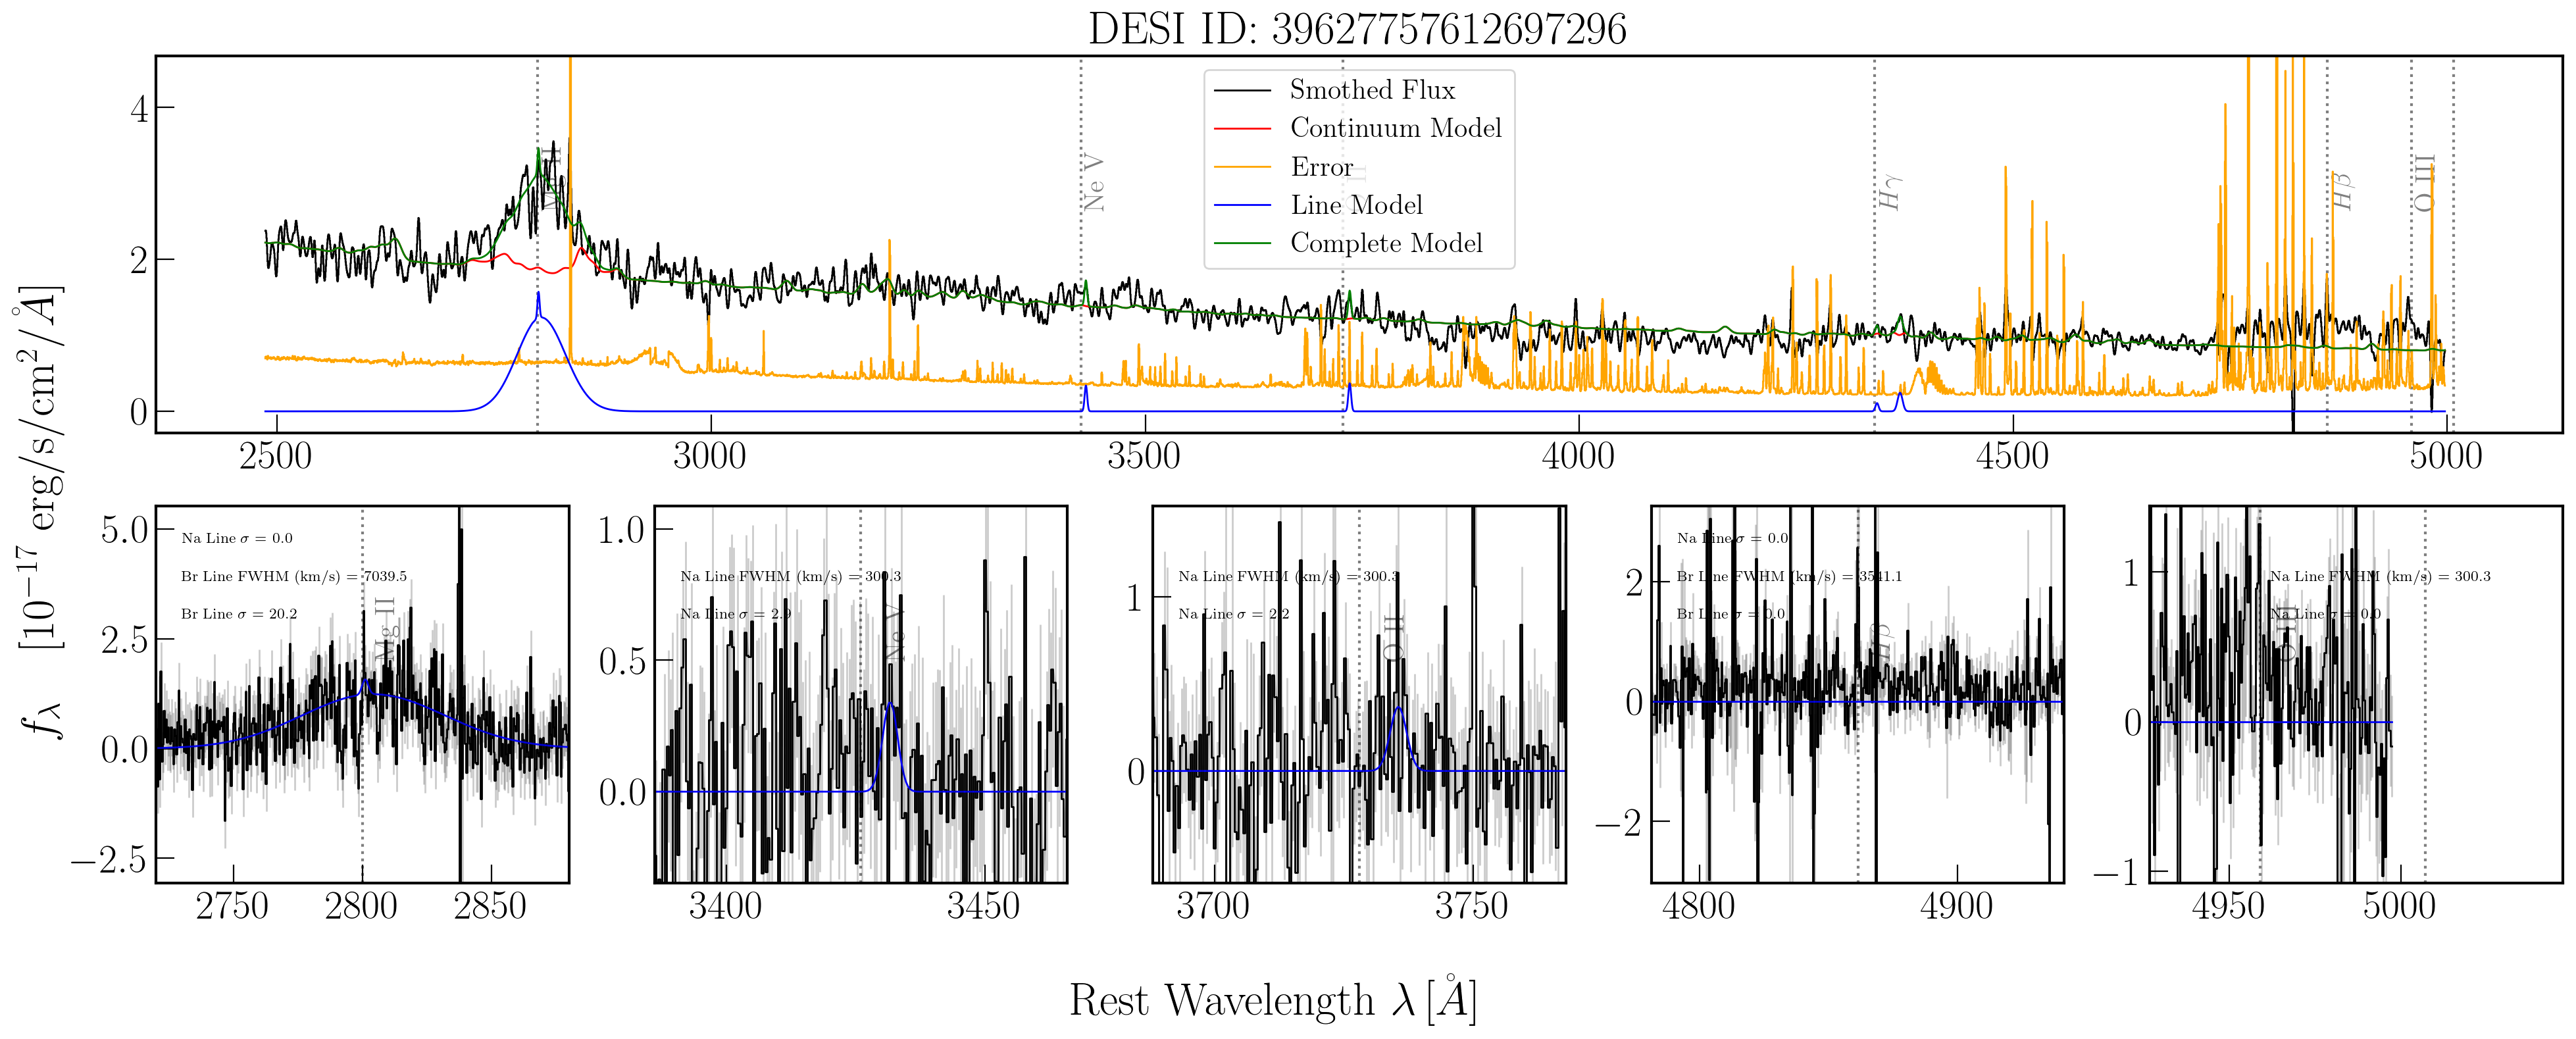 DESI ID: 39627757612697296
Smothed Flux
Continuum Model
Error
Line Model
Complete Model
Mg II
Ne V
O II
Hγ
Hβ
O III
4
2
0
2500 3000 3500 4000 4500 5000
f_λ [10^{-17} erg/s/cm^2/Å]
5.0
2.5
0.0
−2.5
Na Line σ = 0.0
Br Line FWHM (km/s) = 7039.5
Br Line σ = 20.2
Mg II
2750 2800 2850
1.0
0.5
0.0
Na Line FWHM (km/s) = 300.3
Na Line σ = 2.9
Ne V
3400 3450
1
0
Na Line FWHM (km/s) = 300.3
Na Line σ = 2.2
O II
3700 3750
2
0
−2
Na Line σ = 0.0
Br Line FWHM (km/s) = 3541.1
Br Line σ = 0.0
Hβ
4800 4900
1
0
−1
Na Line FWHM (km/s) = 300.3
Na Line σ = 0.0
O III
4950 5000
Rest Wavelength λ [Å]